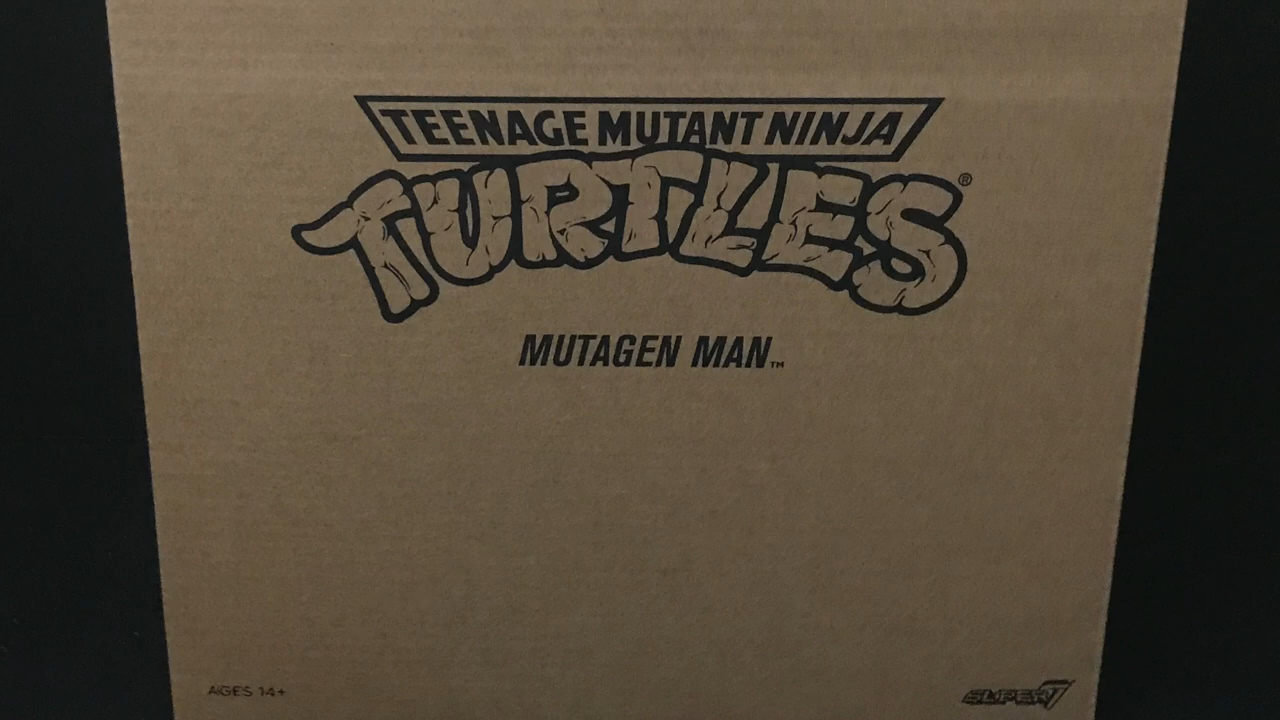 TEENAGE MUTANT NINJA
TURTLES®
MUTAGEN MAN™
AGES 14+
SUPER7